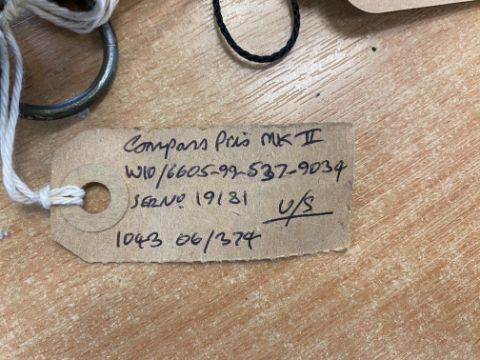 Compass Pris MK II
W10/6605-99-537-9034
SER No 19131
U/S
1043 06/374